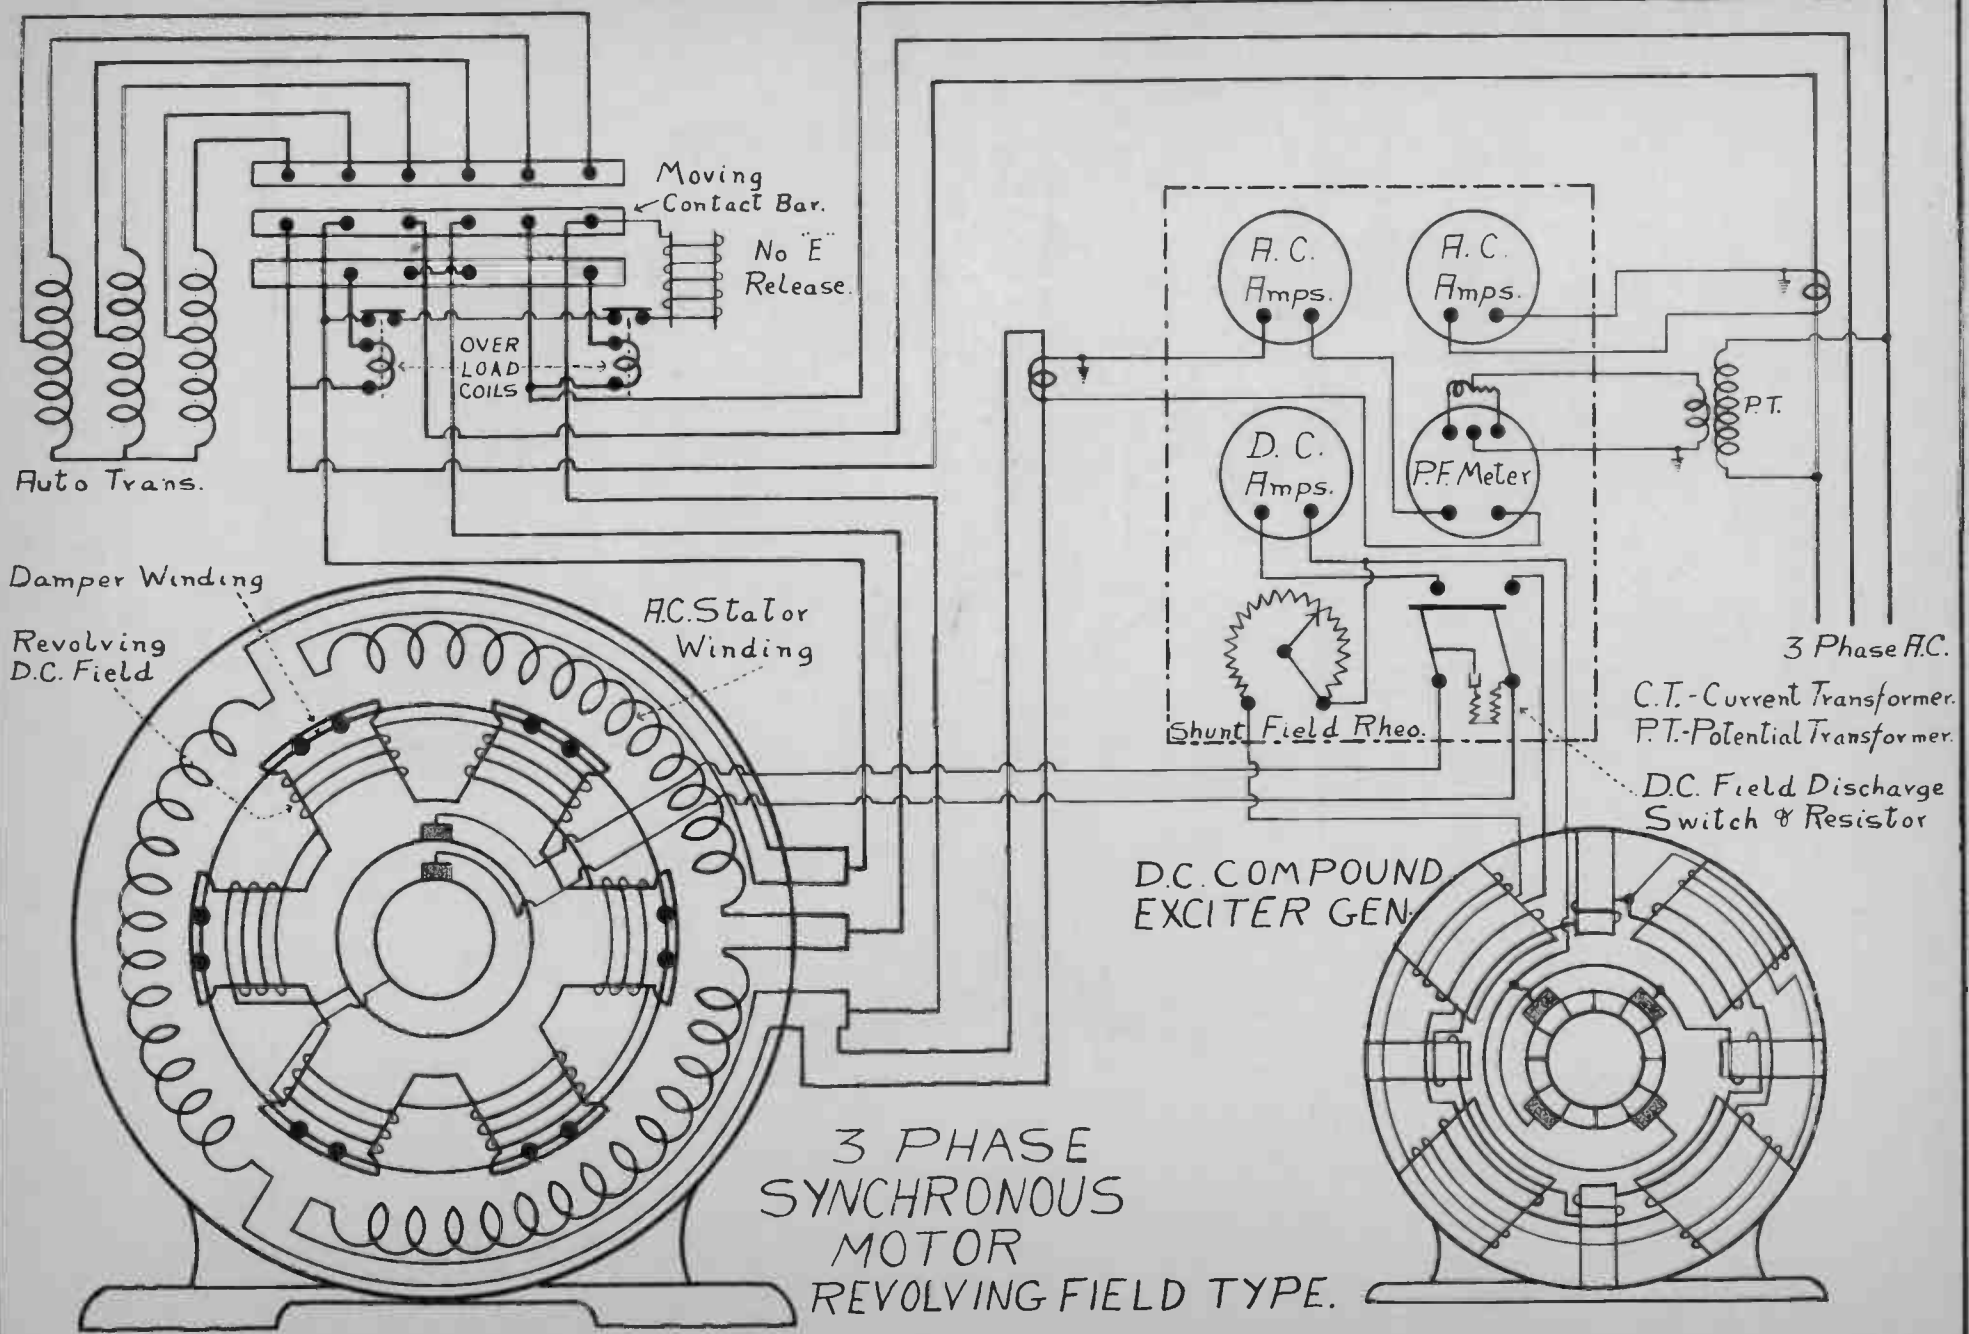 Moving
Contact Bar.
No "E"
Release.
OVER
LOAD
COILS
Auto Trans.
A.C.
Amps.
A.C.
Amps.
D.C.
Amps.
P.F. Meter
P.T.
Shunt Field Rheo.
3 Phase A.C.
C.T.-Current Transformer.
P.T.-Potential Transformer.
D.C. Field Discharge
Switch & Resistor
Damper Winding
Revolving
D.C. Field
A.C. Stator
Winding
D.C. COMPOUND
EXCITER GEN.
3 PHASE
SYNCHRONOUS
MOTOR
REVOLVING FIELD TYPE.